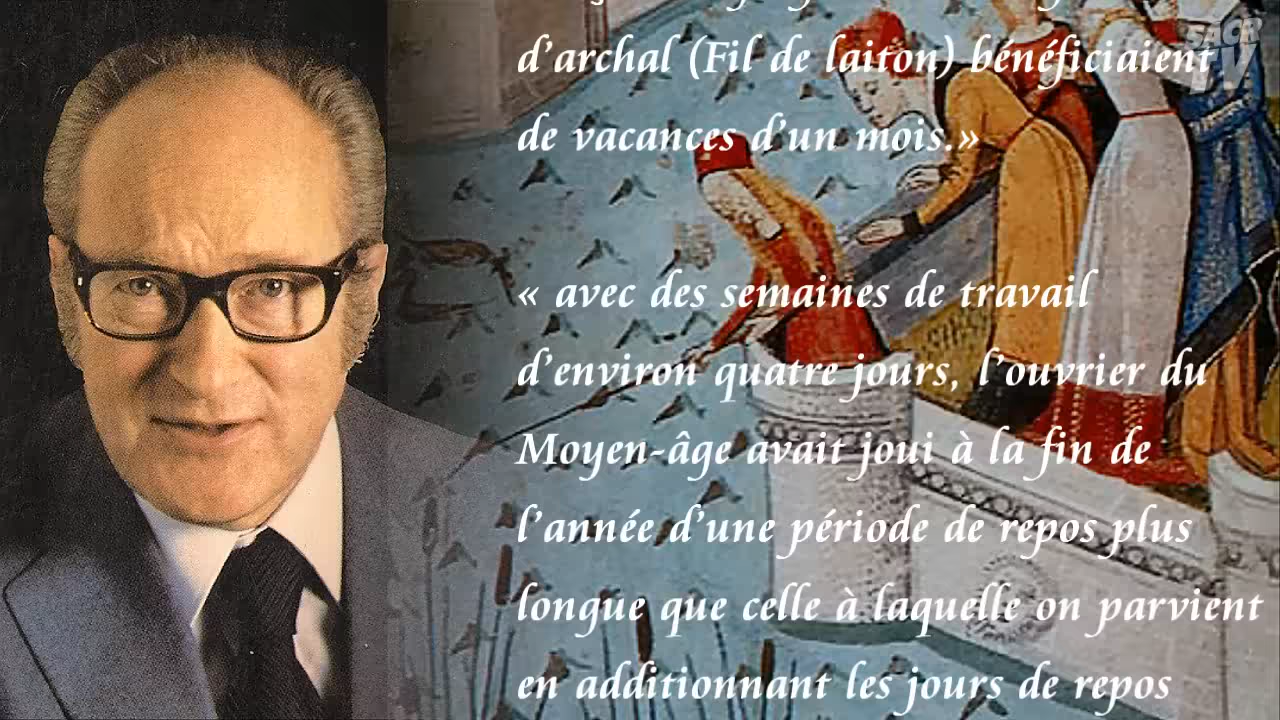 SACR
TV
d'archal (Fil de laiton) bénéficiaient
de vacances d'un mois.»
« avec des semaines de travail
d'environ quatre jours, l'ouvrier du
Moyen-âge avait joui à la fin de
l'année d'une période de repos plus
longue que celle à laquelle on parvient
en additionnant les jours de repos